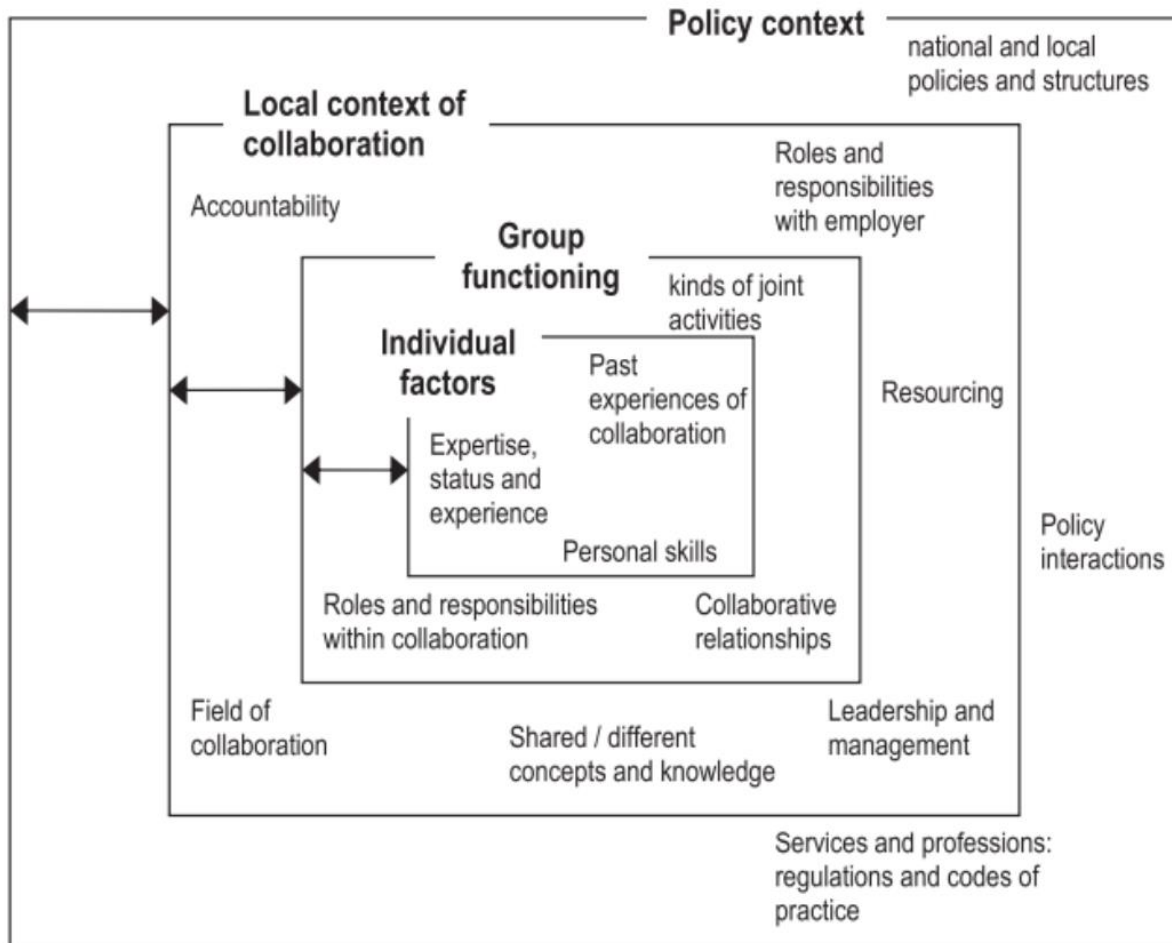 Policy context
national and local
policies and structures
Local context of
collaboration
Roles and
responsibilities
with employer
Accountability
Group
functioning
kinds of joint
activities
Individual
factors
Past
experiences of
collaboration
Resourcing
Expertise,
status and
experience
Personal skills
Policy
interactions
Roles and responsibilities
within collaboration
Collaborative
relationships
Field of
collaboration
Shared / different
concepts and knowledge
Leadership and
management
Services and professions:
regulations and codes of
practice